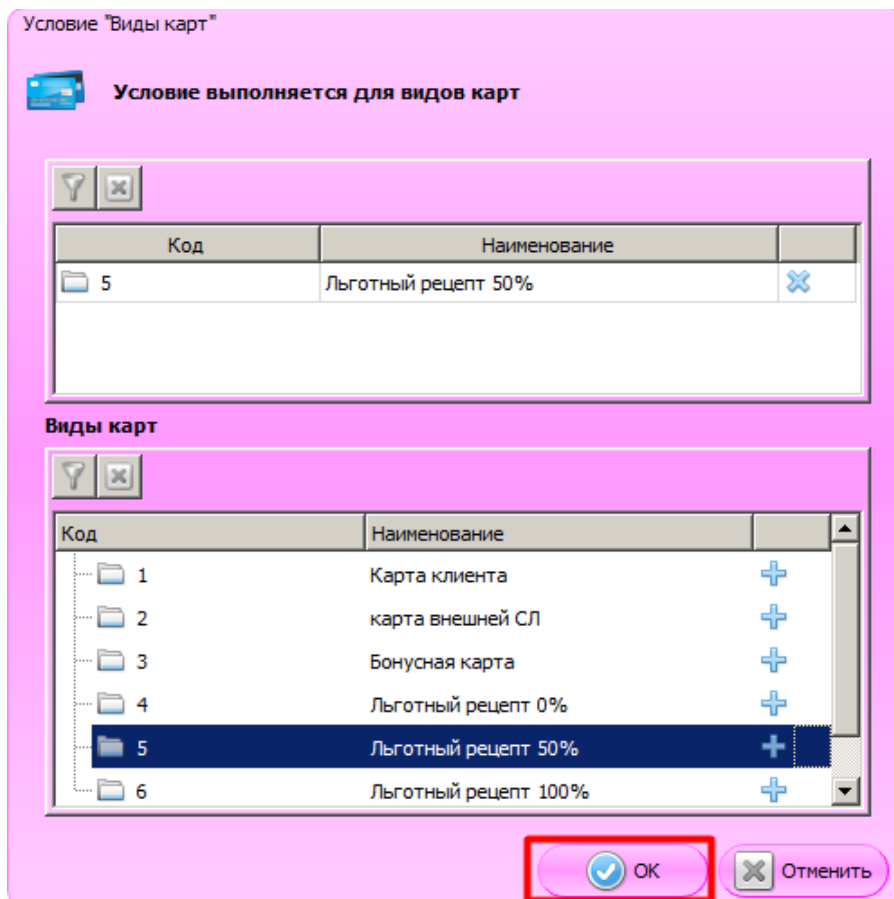 Условие "Виды карт"
Условие выполняется для видов карт
Код Наименование
5 Льготный рецепт 50%
Виды карт
Код Наименование
1 Карта клиента
2 карта внешней СЛ
3 Бонусная карта
4 Льготный рецепт 0%
5 Льготный рецепт 50%
6 Льготный рецепт 100%
ОК Отменить